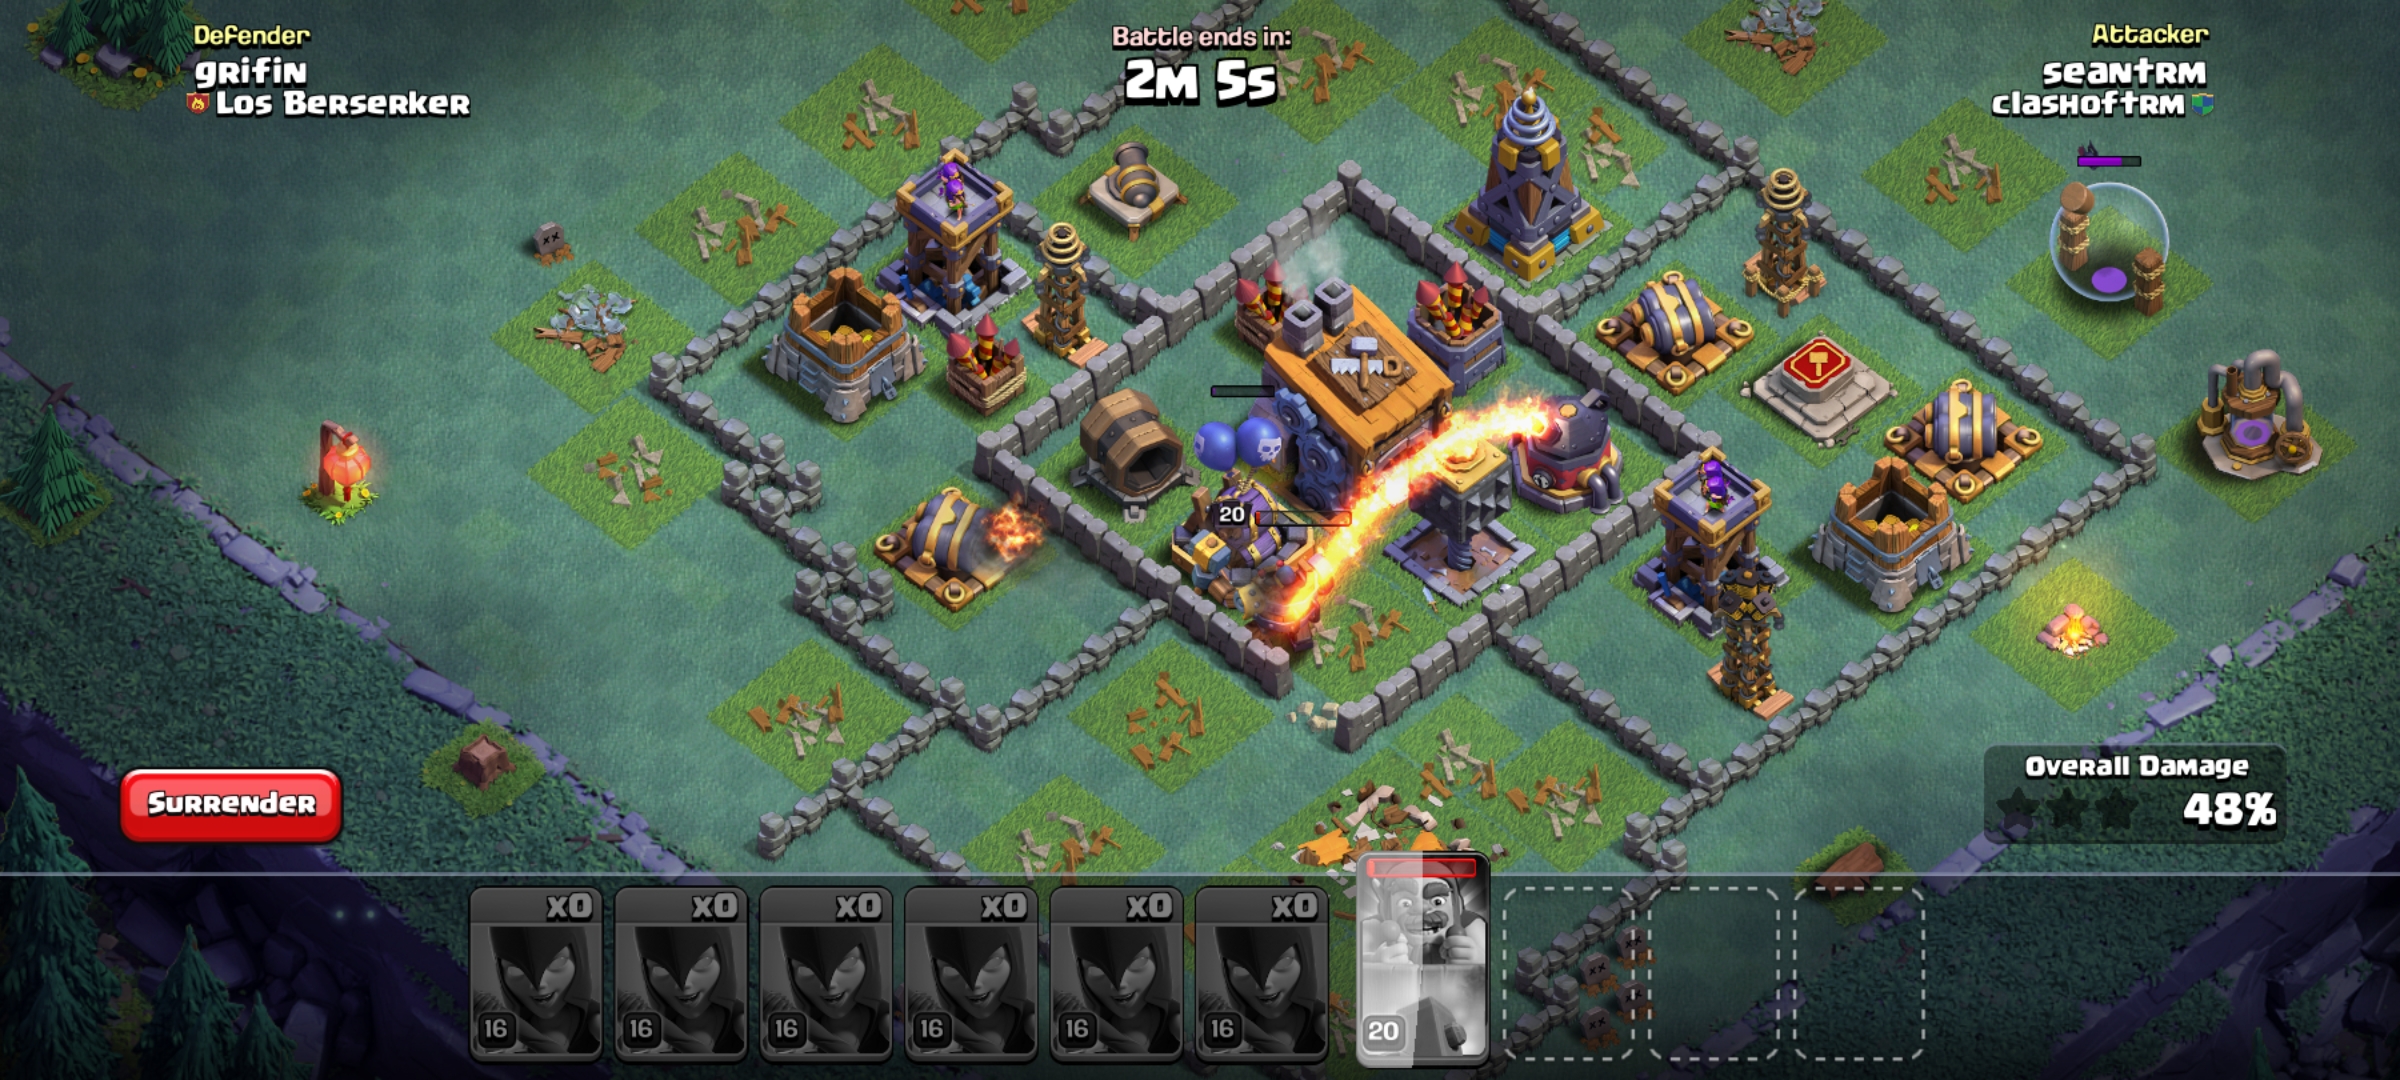 Defender
grifin
Los Berserker
Battle ends in:
2M 5s
Attacker
seantrm
clashoftrm
20
Surrender
Overall Damage
48%
x0
x0
x0
x0
x0
x0
16
16
16
16
16
16
20